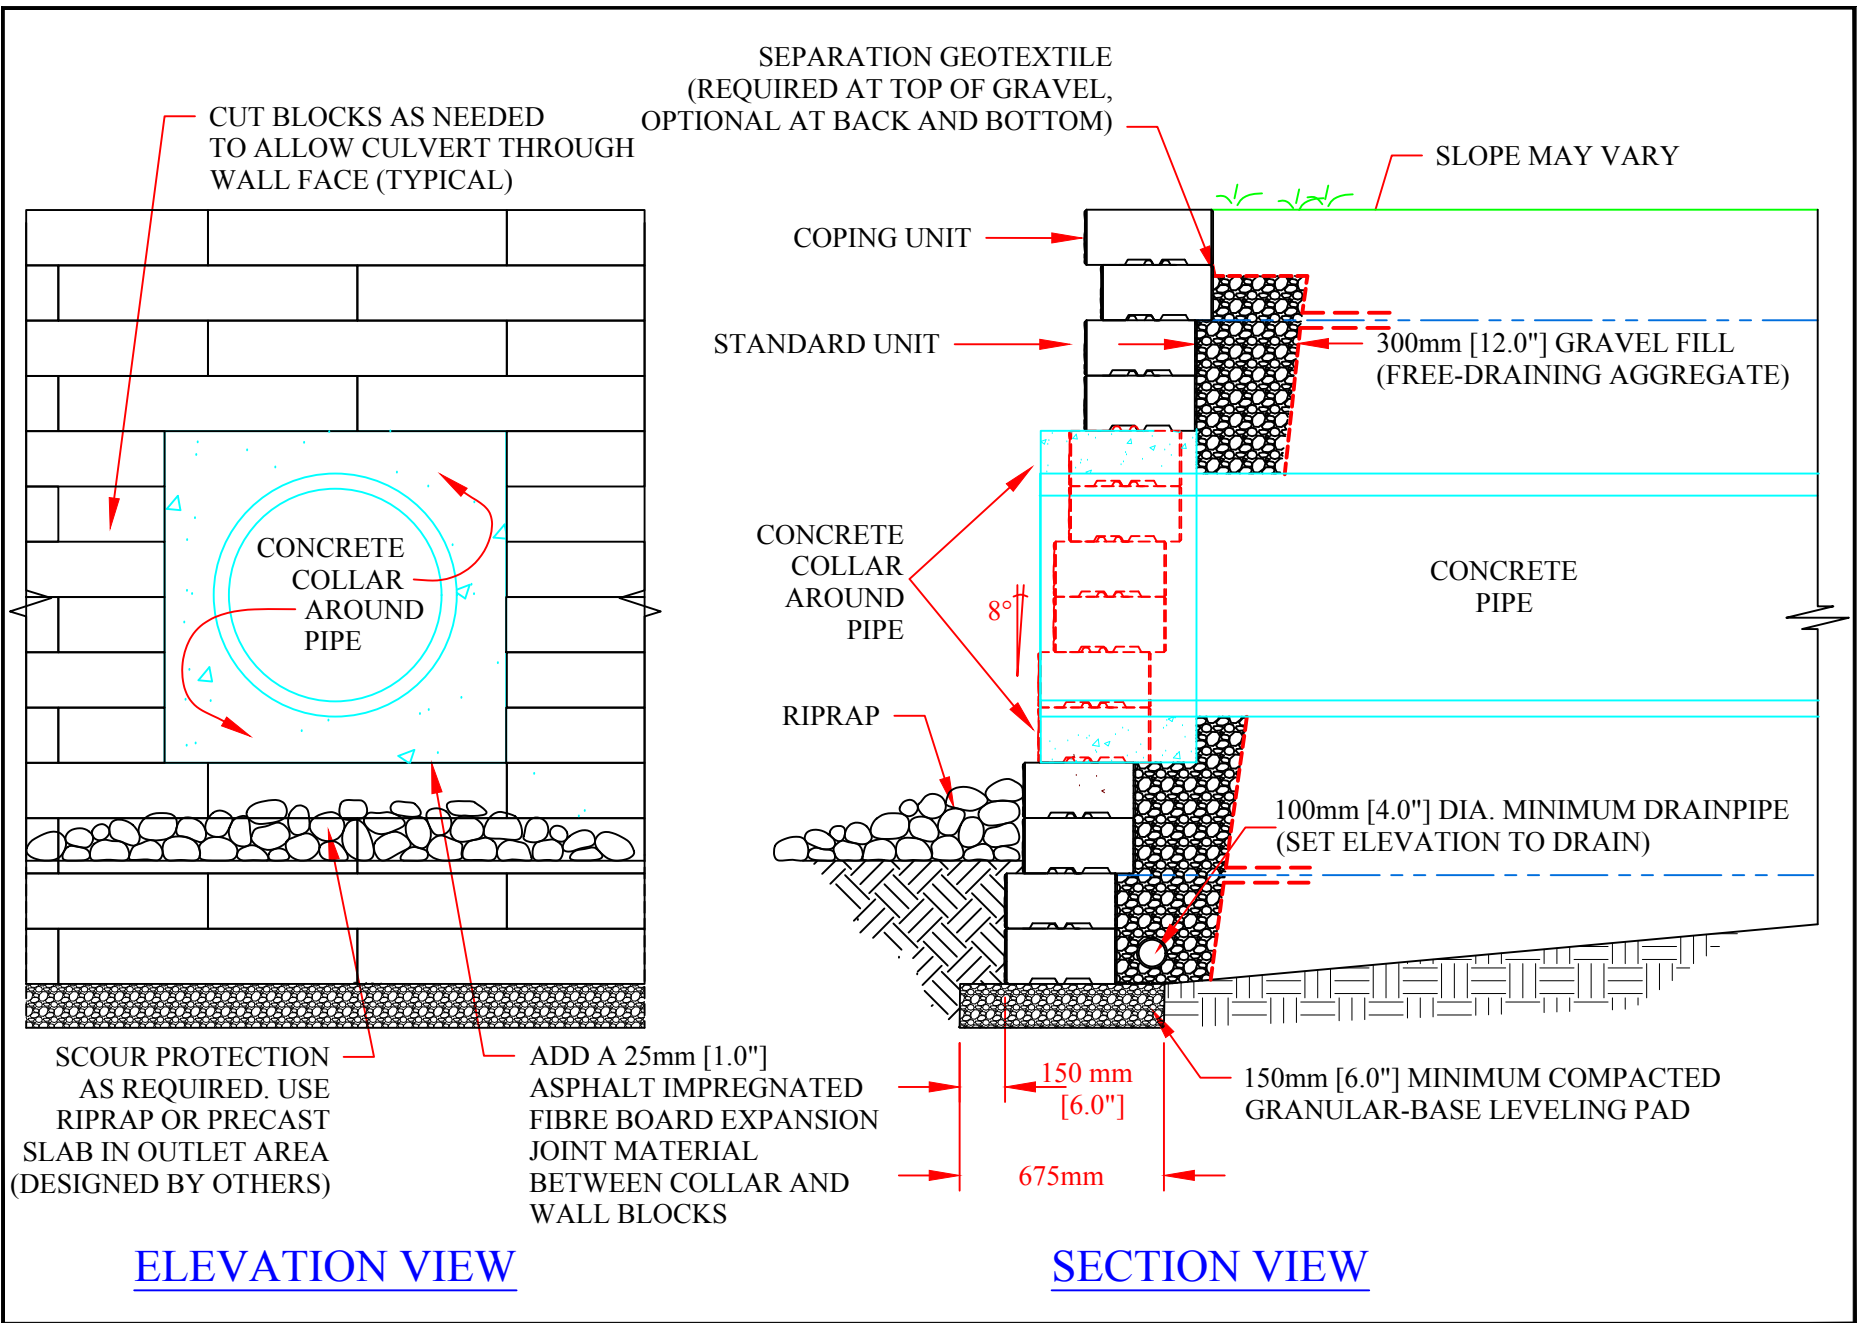 SEPARATION GEOTEXTILE
(REQUIRED AT TOP OF GRAVEL,
OPTIONAL AT BACK AND BOTTOM)
CUT BLOCKS AS NEEDED
TO ALLOW CULVERT THROUGH
WALL FACE (TYPICAL)
SLOPE MAY VARY
COPING UNIT
STANDARD UNIT
300mm [12.0"] GRAVEL FILL
(FREE-DRAINING AGGREGATE)
CONCRETE
COLLAR
AROUND
PIPE
CONCRETE
COLLAR
AROUND
PIPE
8°
CONCRETE
PIPE
RIPRAP
100mm [4.0"] DIA. MINIMUM DRAINPIPE
(SET ELEVATION TO DRAIN)
SCOUR PROTECTION
AS REQUIRED. USE
RIPRAP OR PRECAST
SLAB IN OUTLET AREA
(DESIGNED BY OTHERS)
ADD A 25mm [1.0"]
ASPHALT IMPREGNATED
FIBRE BOARD EXPANSION
JOINT MATERIAL
BETWEEN COLLAR AND
WALL BLOCKS
150 mm
[6.0"]
675mm
150mm [6.0"] MINIMUM COMPACTED
GRANULAR-BASE LEVELING PAD
ELEVATION VIEW
SECTION VIEW